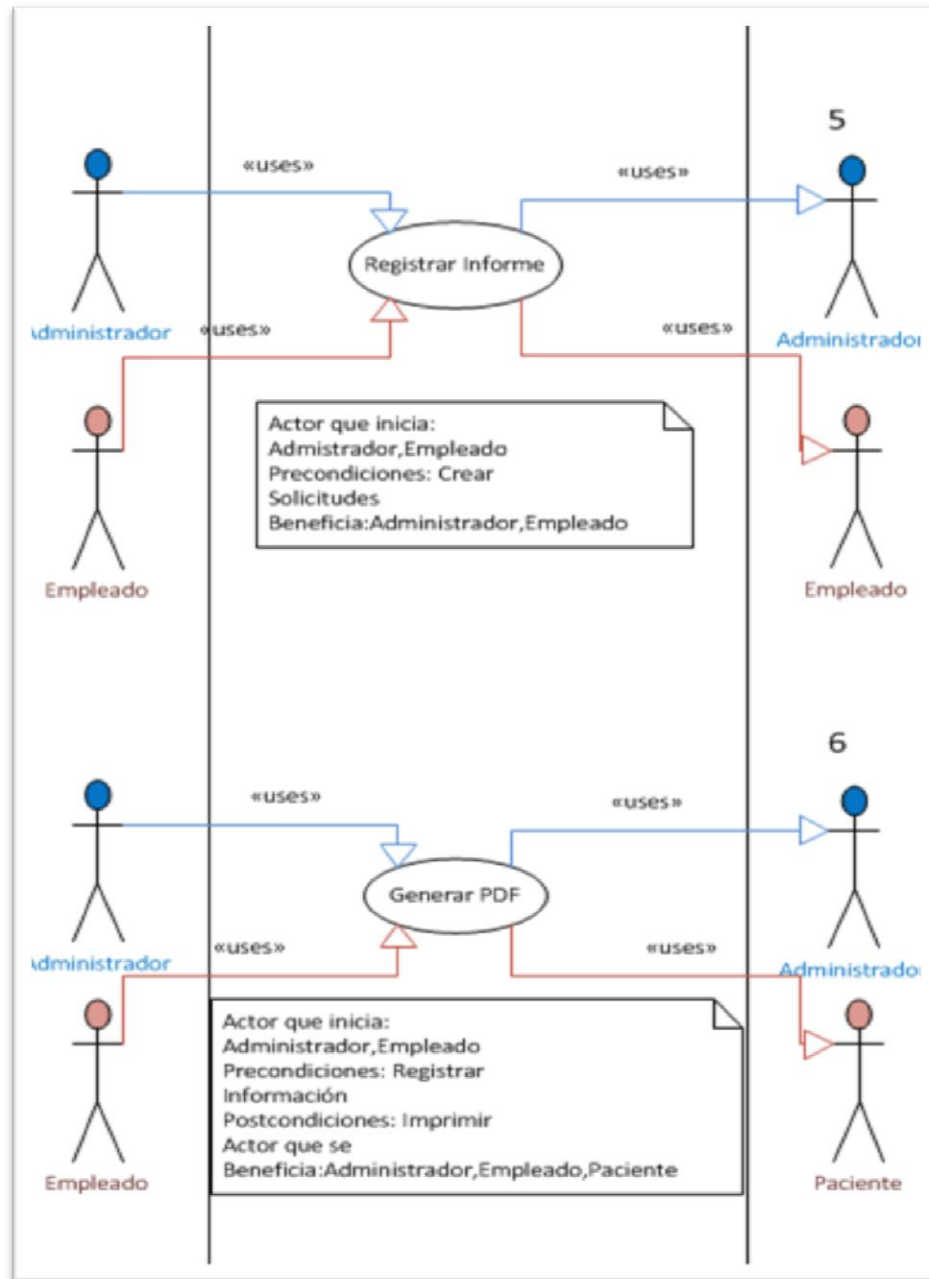 5
«uses»
«uses»
Registrar Informe
Administrador
Administrador
«uses»
«uses»
Actor que inicia:
Admistrador,Empleado
Precondiciones: Crear
Solicitudes
Beneficia:Administrador,Empleado
Empleado
Empleado
6
«uses»
«uses»
Generar PDF
«uses»
«uses»
Administrador
Administrador
Actor que inicia:
Administrador,Empleado
Precondiciones: Registrar
Información
Postcondiciones: Imprimir
Actor que se
Beneficia:Administrador,Empleado,Paciente
Empleado
Paciente